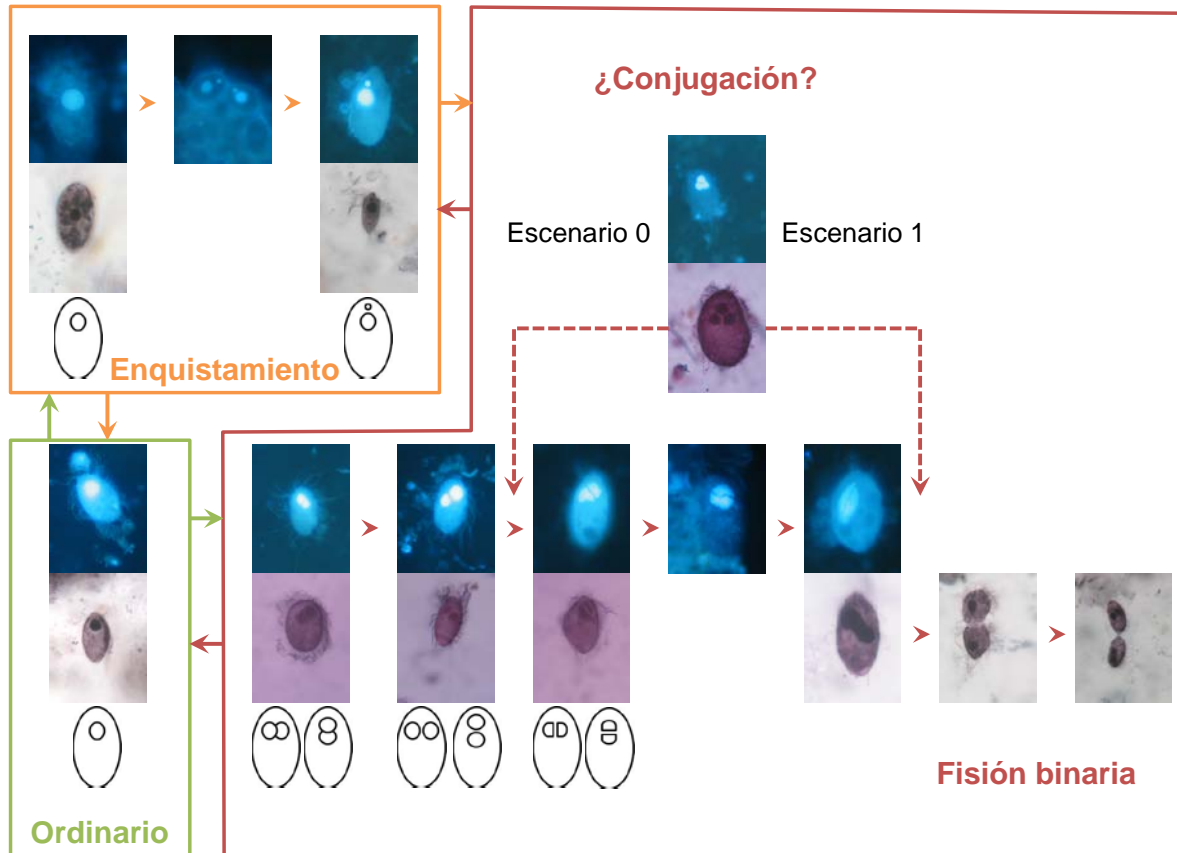 ¿Conjugación?
Escenario 0
Escenario 1
Enquistamiento
Fisión binaria
Ordinario